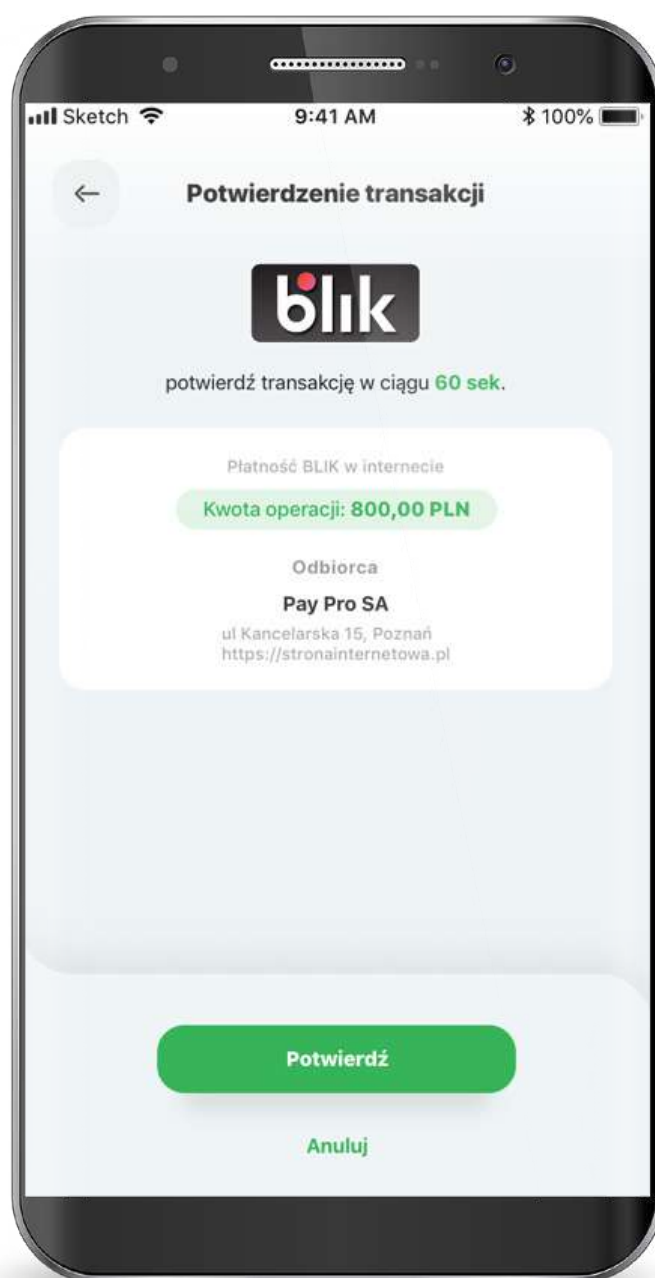 Sketch 9:41 AM 100%
Potwierdzenie transakcji
blik
potwierdź transakcję w ciągu 60 sek.
Płatność BLIK w internecie
Kwota operacji: 800,00 PLN
Odbiorca
Pay Pro SA
ul Kancelarska 15, Poznań
https://stronainternetowa.pl
Potwierdź
Anuluj